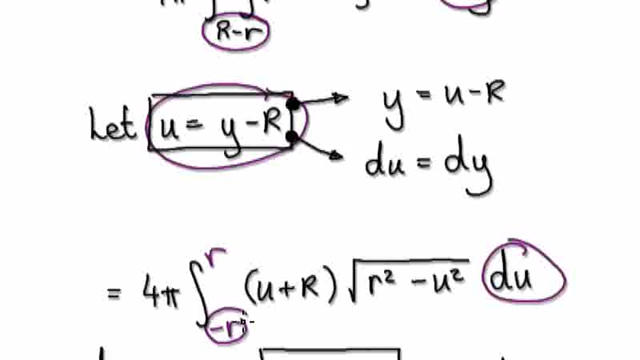 R-r
Let u = y - R
y = u - R
du = dy
= 4π ∫_{-r}^{r} (u + R) √(r² - u²) du